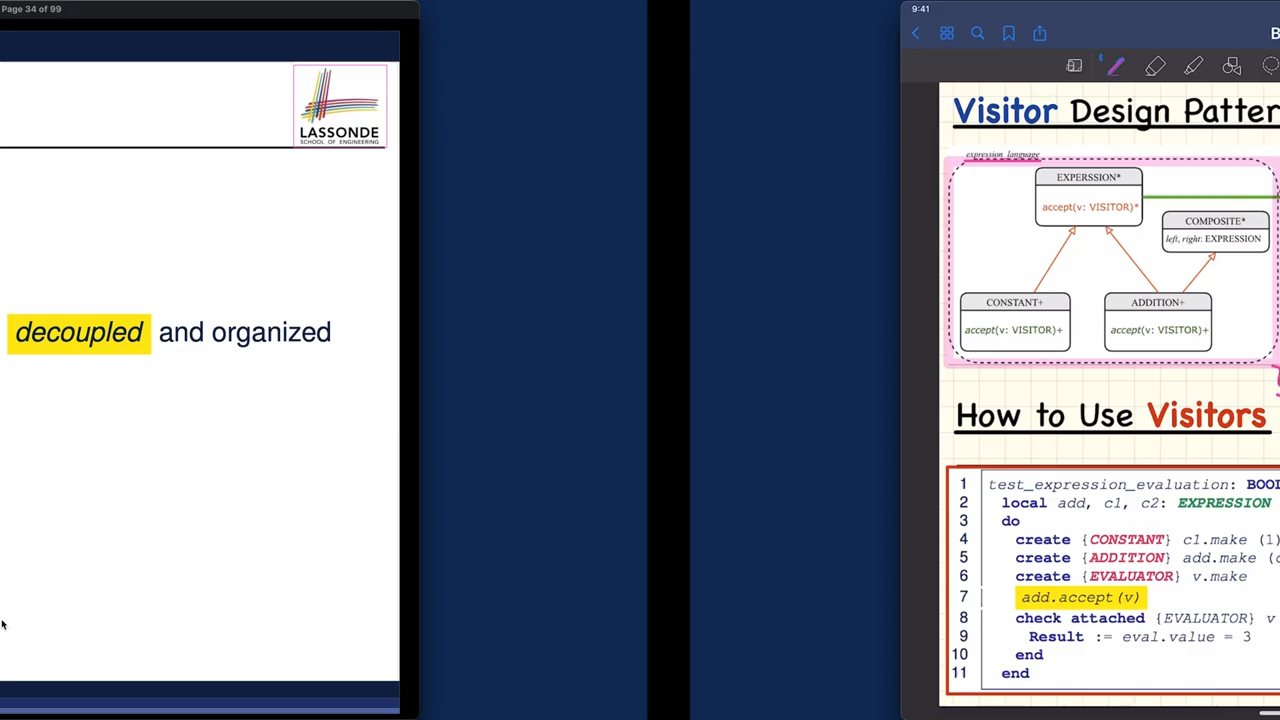 Page 34 of 99
LASSONDE
SCHOOL OF ENGINEERING
decoupled and organized
9:41
Visitor Design Patter
expression_language
EXPERSSION*
accept(v: VISITOR)*
COMPOSITE*
left, right: EXPRESSION
CONSTANT+
accept(v: VISITOR)+
ADDITION+
accept(v: VISITOR)+
How to Use Visitors
1 test_expression_evaluation: BOOL
2 local add, c1, c2: EXPRESSION
3 do
4 create {CONSTANT} c1.make (1)
5 create {ADDITION} add.make (
6 create {EVALUATOR} v.make
7 add.accept(v)
8 check attached {EVALUATOR} v
9 Result := eval.value = 3
10 end
11 end